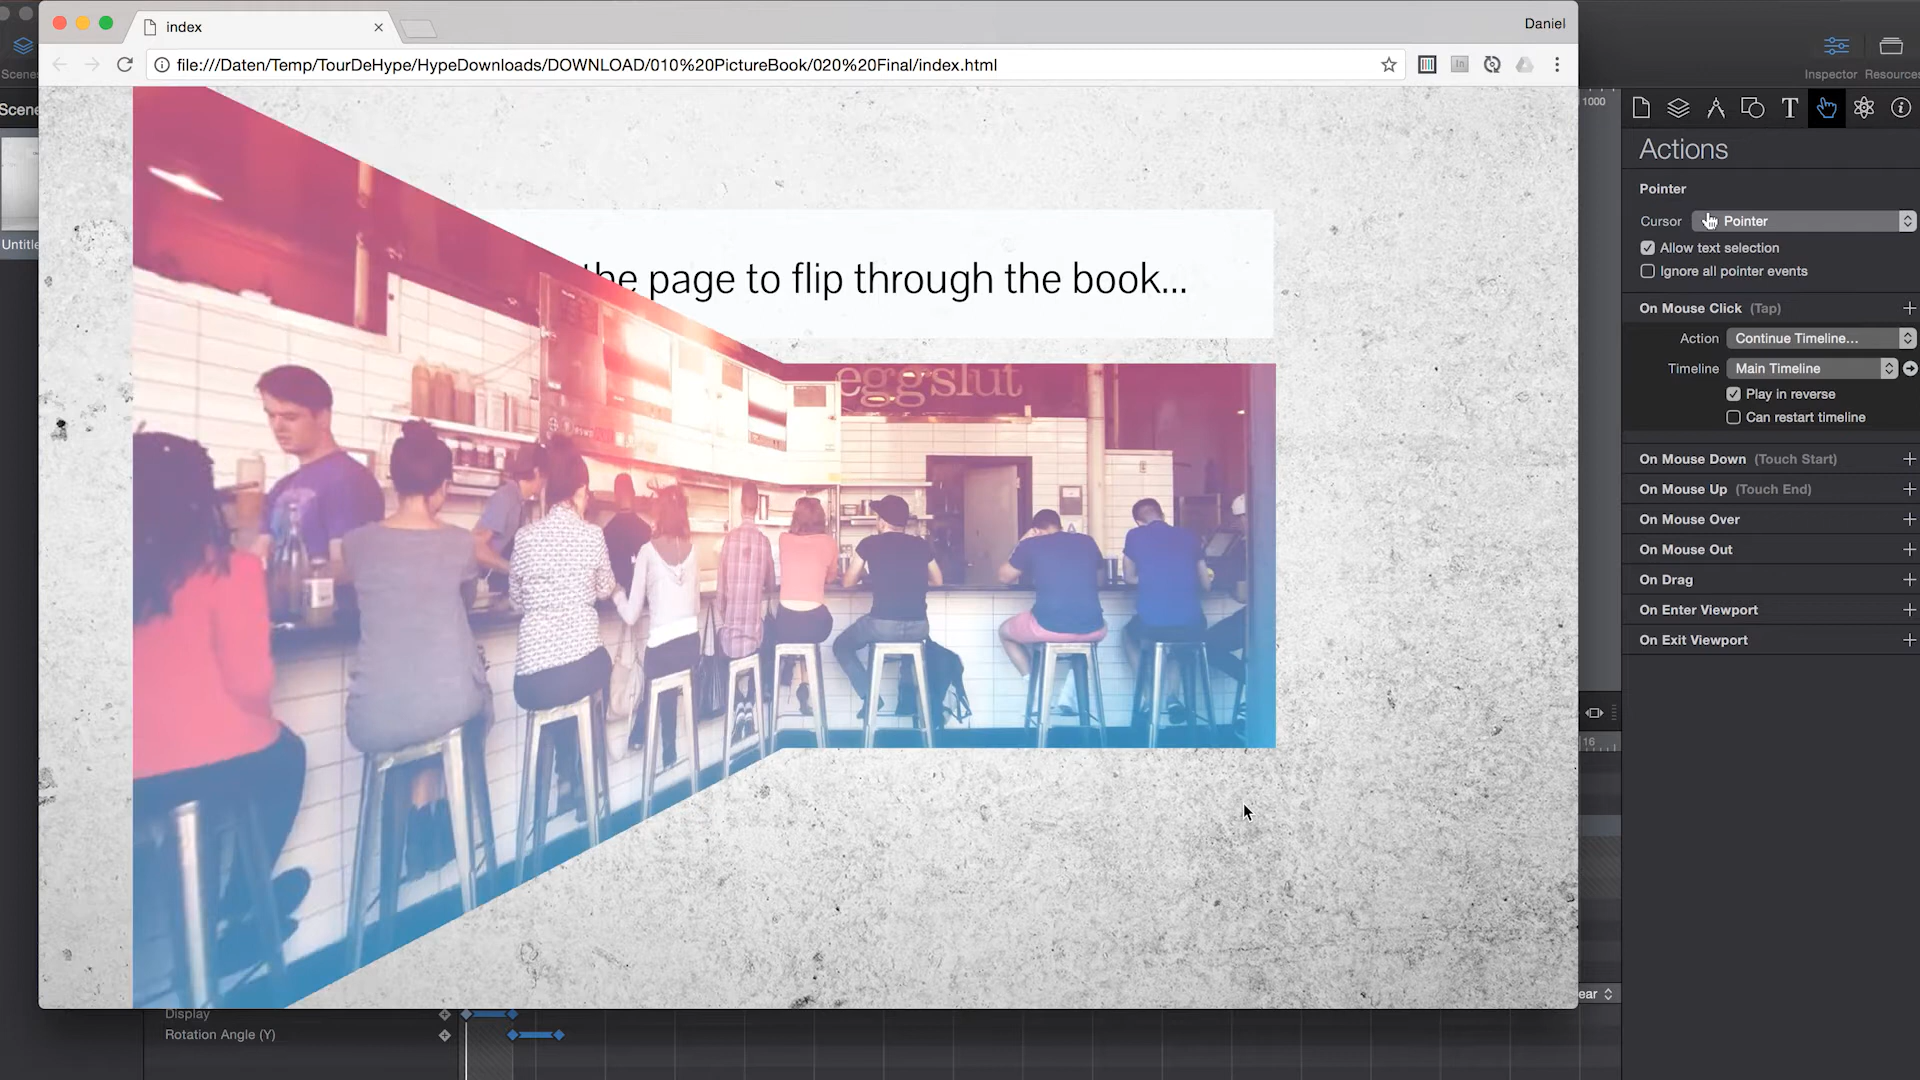 index
Daniel
file:///Daten/Temp/TourDeHype/HypeDownloads/DOWNLOAD/010%20PictureBook/020%20Final/index.html
Scenes
Inspector
Resources
Scene
1000
Untitle
Actions
Pointer
Cursor Pointer
Allow text selection
Ignore all pointer events
On Mouse Click (Tap)
Action Continue Timeline...
Timeline Main Timeline
Play in reverse
Can restart timeline
On Mouse Down (Touch Start)
On Mouse Up (Touch End)
On Mouse Over
On Mouse Out
On Drag
On Enter Viewport
On Exit Viewport
the page to flip through the book...
eggslut
16
ear
Display
Rotation Angle (Y)